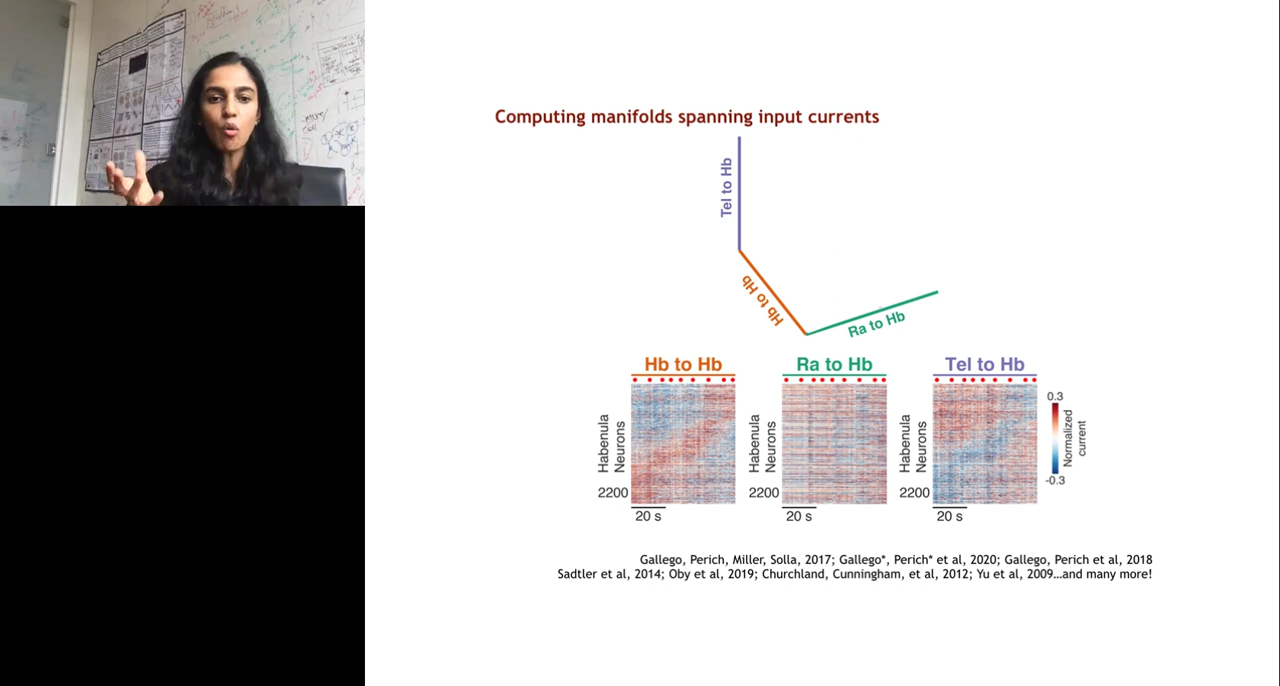 Computing manifolds spanning input currents
Tel to Hb
Hb to Hb
Ra to Hb
Hb to Hb
Ra to Hb
Tel to Hb
Habenula
Neurons
2200
20 s
Habenula
Neurons
2200
20 s
Habenula
Neurons
2200
20 s
0.3
Normalized
current
-0.3
Gallego, Perich, Miller, Solla, 2017; Gallego*, Perich* et al, 2020; Gallego, Perich et al, 2018
Sadtler et al, 2014; Oby et al, 2019; Churchland, Cunningham, et al, 2012; Yu et al, 2009...and many more!